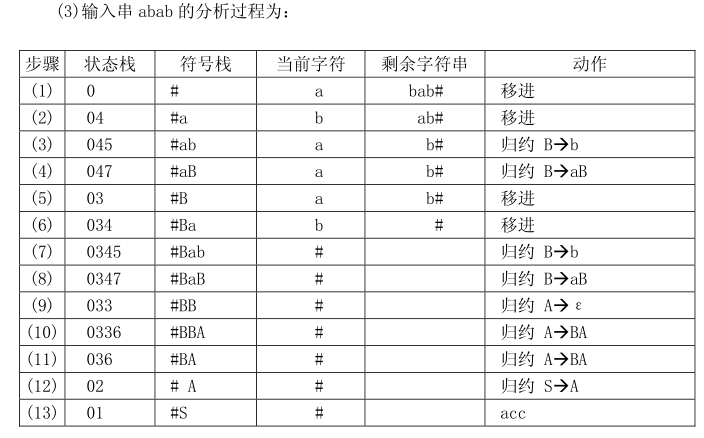 (3)输入串 abab 的分析过程为：
步骤 状态栈 符号栈 当前字符 剩余字符串 动作
(1) 0 # a bab# 移进
(2) 04 #a b ab# 移进
(3) 045 #ab a b# 归约 B→b
(4) 047 #aB a b# 归约 B→aB
(5) 03 #B a b# 移进
(6) 034 #Ba b # 移进
(7) 0345 #Bab # 归约 B→b
(8) 0347 #BaB # 归约 B→aB
(9) 033 #BB # 归约 A→ ε
(10) 0336 #BBA # 归约 A→BA
(11) 036 #BA # 归约 A→BA
(12) 02 # A # 归约 S→A
(13) 01 #S # acc